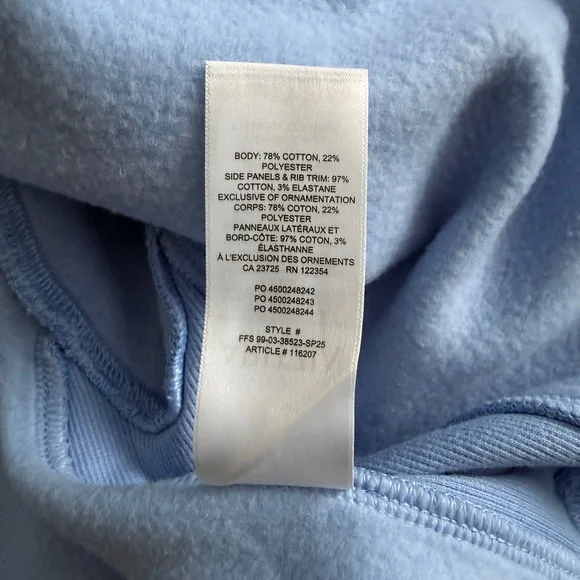 BODY: 78% COTTON, 22%
POLYESTER
SIDE PANELS & RIB TRIM: 97%
COTTON, 3% ELASTANE
EXCLUSIVE OF ORNAMENTATION
CORPS: 78% COTON, 22%
POLYESTER
PANNEAUX LATÉRAUX ET
BORD-CÔTE: 97% COTON, 3%
ÉLASTHANNE
À L'EXCLUSION DES ORNEMENTS
CA 23725 RN 122354
PO 4500248242
PO 4500248243
PO 4500248244
STYLE #
FFS 99-03-38523-SP25
ARTICLE # 116207